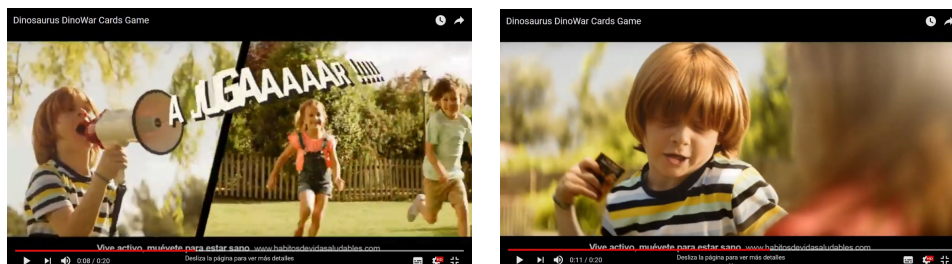 Dinosaurus DinoWar Cards Game
A JUGAAAAAR !!!!!
Vive activo, muévete para estar sano www.habitosdevidasaludables.com
0:08 / 0:20
Desliza la página para ver más detalles
Dinosaurus DinoWar Cards Game
Vive activo, muévete para estar sano www.habitosdevidasaludables.com
0:11 / 0:20
Desliza la página para ver más detalles